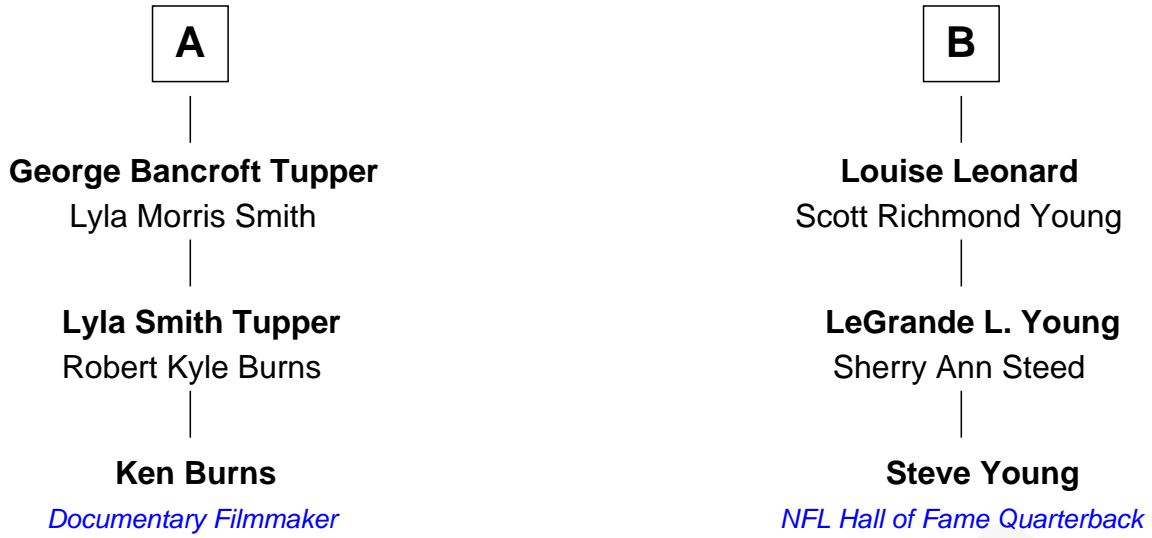 A
George Bancroft Tupper
Lyla Morris Smith
Lyla Smith Tupper
Robert Kyle Burns
Ken Burns
Documentary Filmmaker
B
Louise Leonard
Scott Richmond Young
LeGrande L. Young
Sherry Ann Steed
Steve Young
NFL Hall of Fame Quarterback